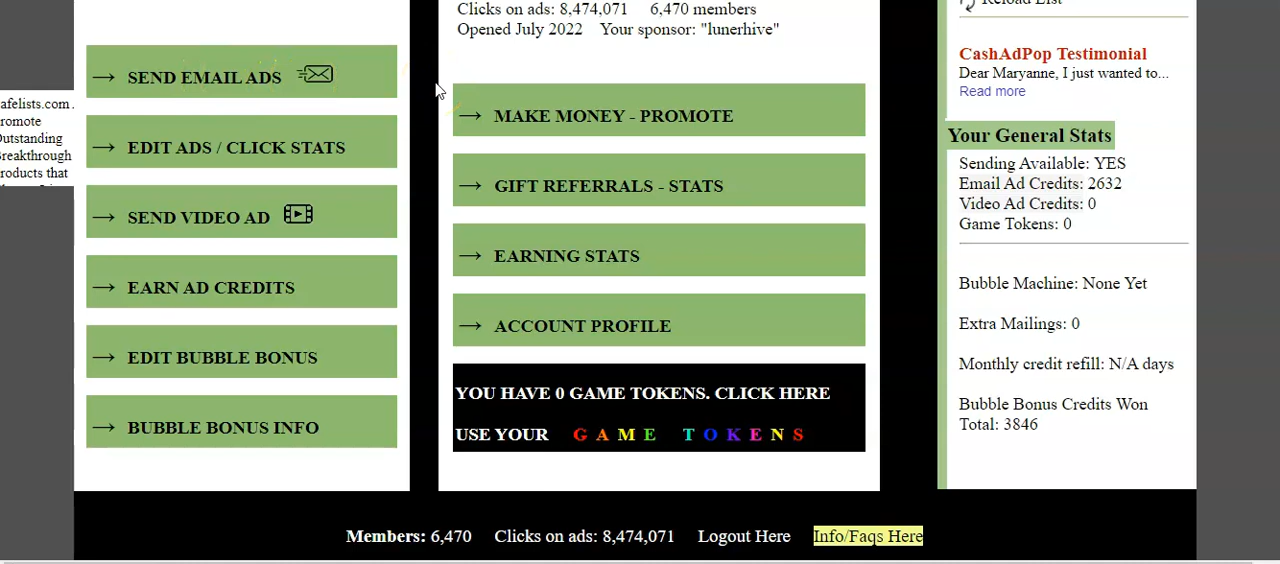 afelists.com.
romote
Outstanding
Breakthrough
roducts that
→ SEND EMAIL ADS
→ EDIT ADS / CLICK STATS
→ SEND VIDEO AD
→ EARN AD CREDITS
→ EDIT BUBBLE BONUS
→ BUBBLE BONUS INFO
Clicks on ads: 8,474,071 6,470 members
Opened July 2022 Your sponsor: "lunerhive"
→ MAKE MONEY - PROMOTE
→ GIFT REFERRALS - STATS
→ EARNING STATS
→ ACCOUNT PROFILE
YOU HAVE 0 GAME TOKENS. CLICK HERE
USE YOUR GAME TOKENS
Reload List
CashAdPop Testimonial
Dear Maryanne, I just wanted to...
Read more
Your General Stats
Sending Available: YES
Email Ad Credits: 2632
Video Ad Credits: 0
Game Tokens: 0
Bubble Machine: None Yet
Extra Mailings: 0
Monthly credit refill: N/A days
Bubble Bonus Credits Won
Total: 3846
Members: 6,470 Clicks on ads: 8,474,071 Logout Here Info/Faqs Here